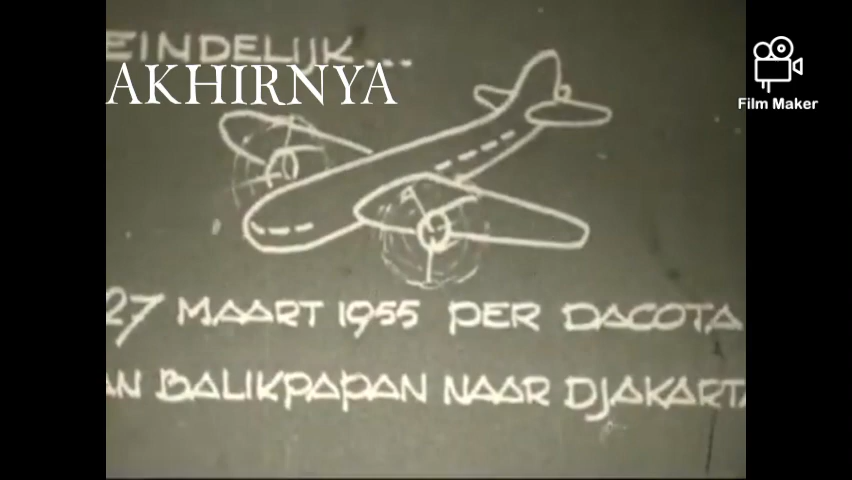 EINDELIJK...
AKHIRNYA
Film Maker
27 MAART 1955 PER DACOTA
AN BALIKPAPAN NAAR DJAKARTA